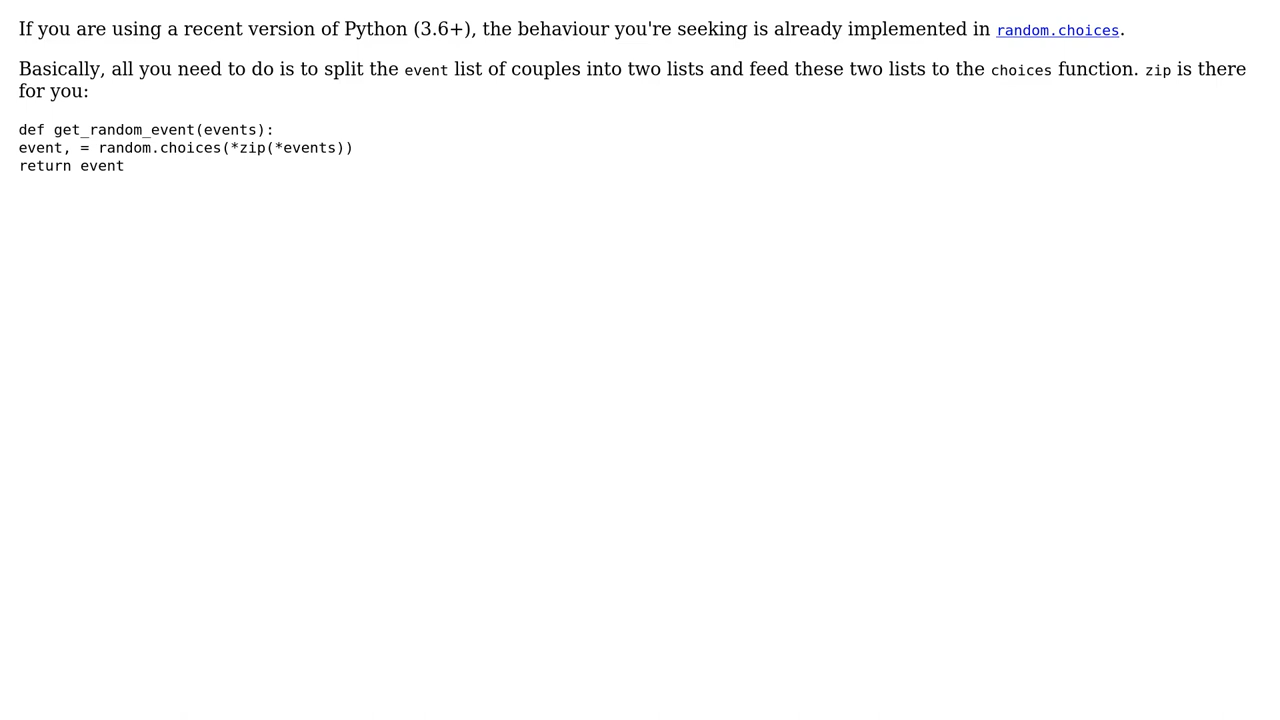 If you are using a recent version of Python (3.6+), the behaviour you're seeking is already implemented in random.choices.
Basically, all you need to do is to split the event list of couples into two lists and feed these two lists to the choices function. zip is there
for you:
def get_random_event(events):
event, = random.choices(*zip(*events))
return event